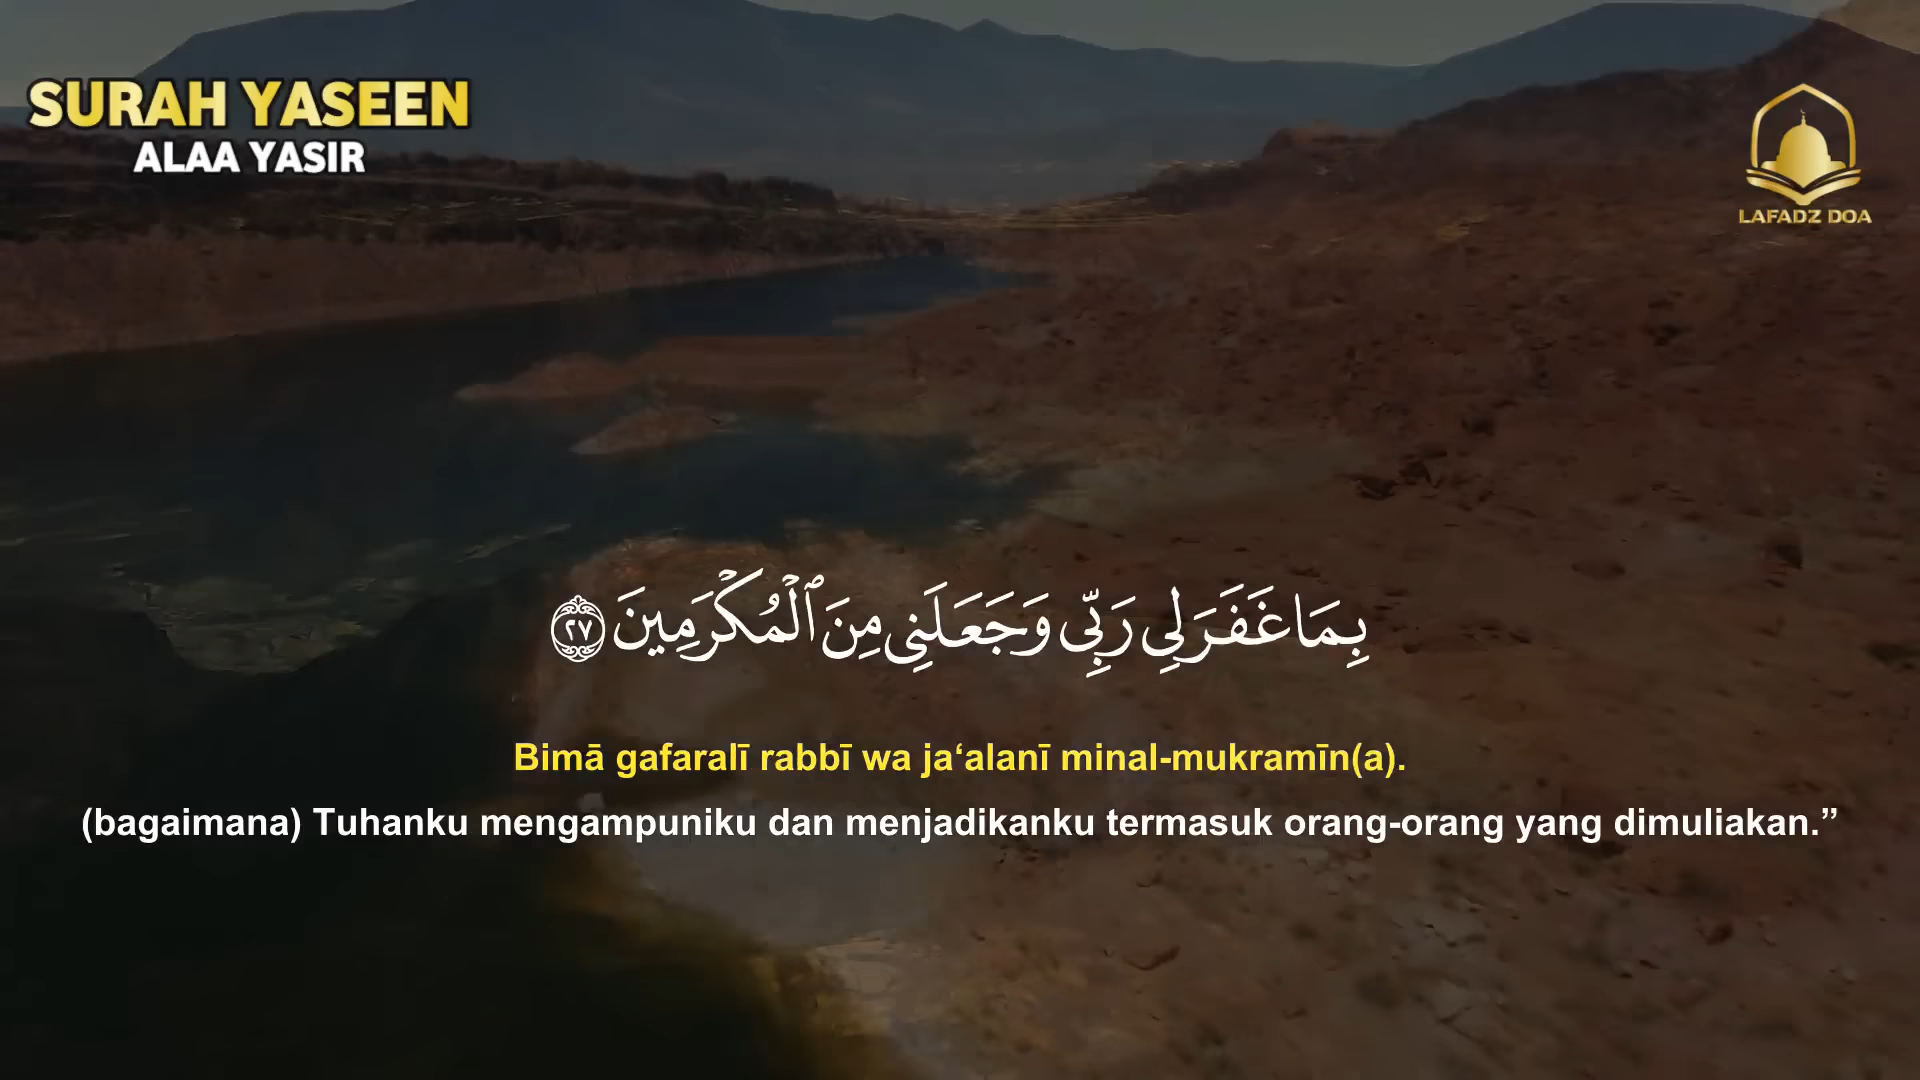 SURAH YASEEN
ALAA YASIR
LAFADZ DOA
بِمَا غَفَرَ لِي رَبِّي وَجَعَلَنِي مِنَ ٱلْمُكْرَمِينَ ٢٧
Bimā gafaralī rabbī wa ja‘alanī minal-mukramīn(a).
(bagaimana) Tuhanku mengampuniku dan menjadikanku termasuk orang-orang yang dimuliakan.”